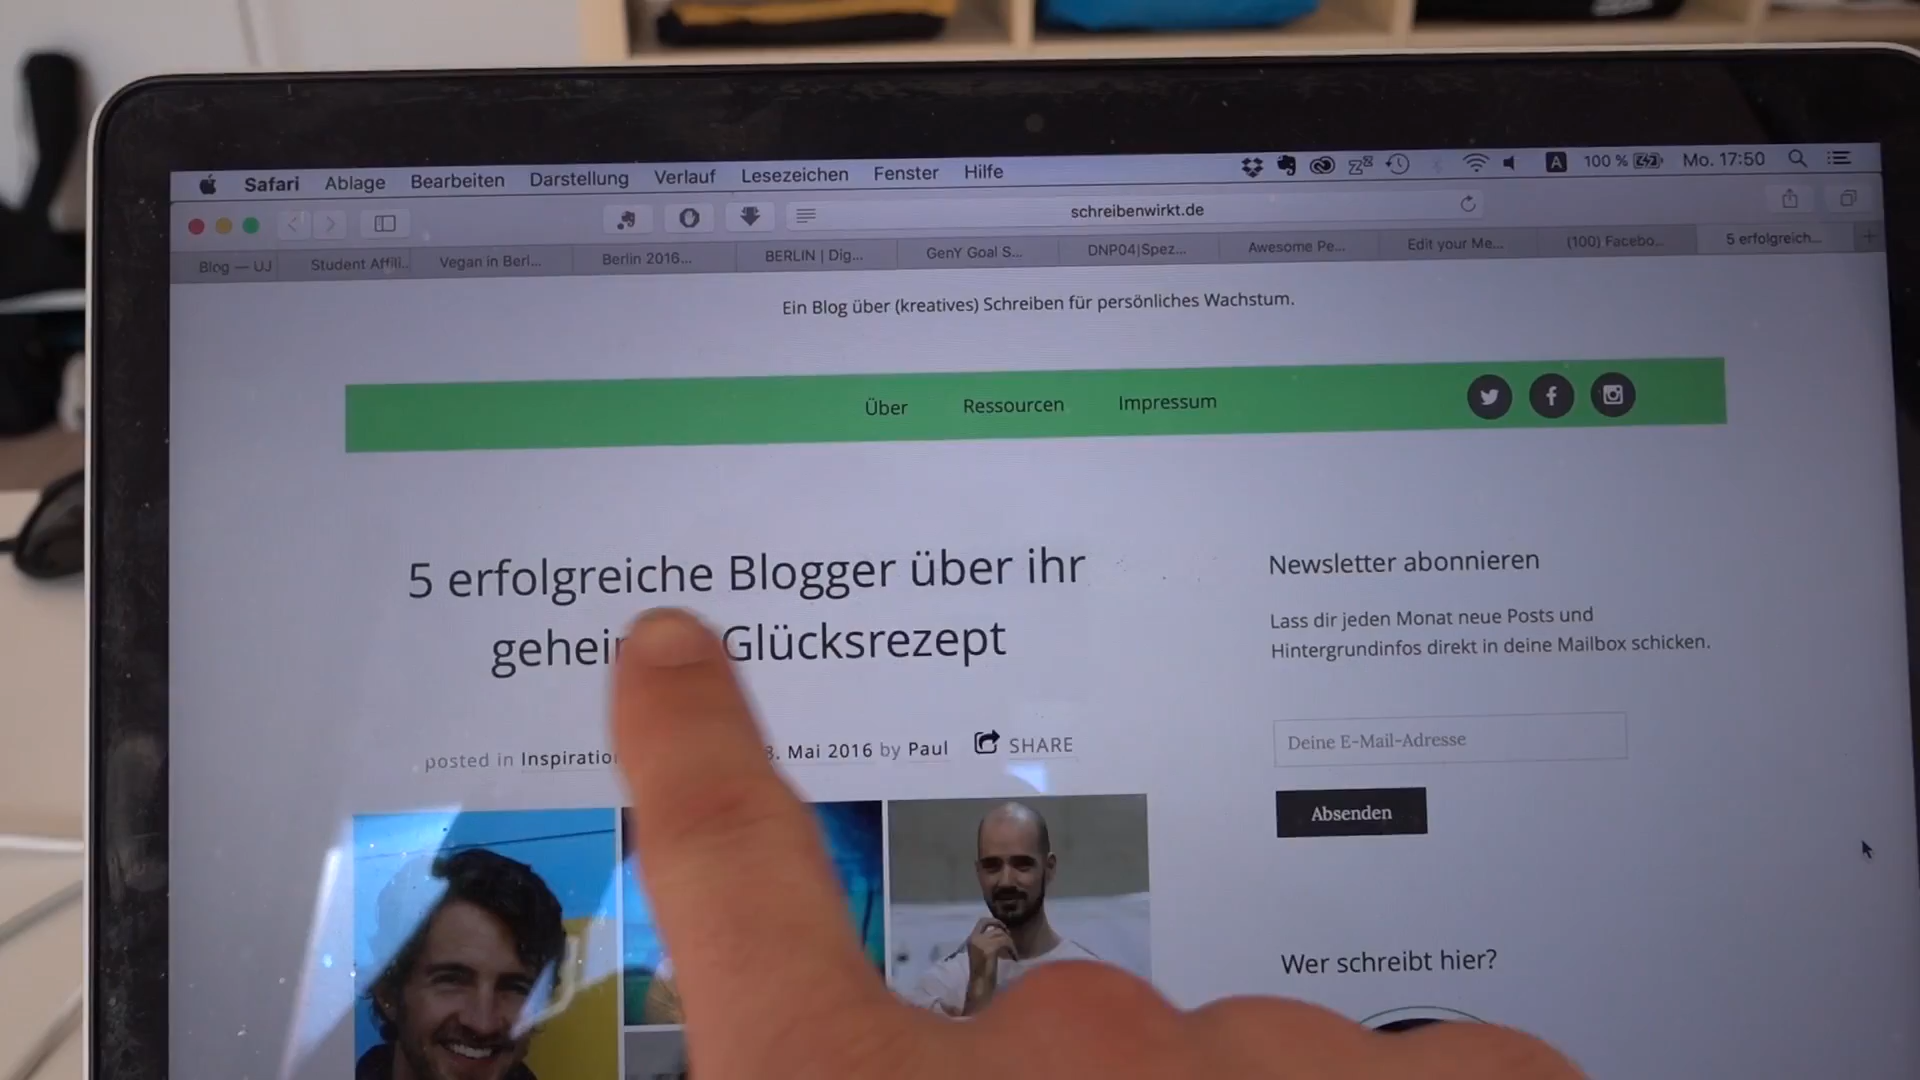 Safari Ablage Bearbeiten Darstellung Verlauf Lesezeichen Fenster Hilfe A 100 % Mo. 17:50
schreibenwirkt.de
Blog — UJ Student Affili... Vegan in Berl... Berlin 2016... BERLIN | Dig... GenY Goal S... DNP04|Spez... Awesome Pe... Edit your Me... (100) Facebo... 5 erfolgreich...
Ein Blog über (kreatives) Schreiben für persönliches Wachstum.
Über Ressourcen Impressum
5 erfolgreiche Blogger über ihr
Glücksrezept
posted in Mai 2016 by Paul SHARE
Newsletter abonnieren
Lass dir jeden Monat neue Posts und
Hintergrundinfos direkt in deine Mailbox schicken.
Deine E-Mail-Adresse
Absenden
Wer schreibt hier?